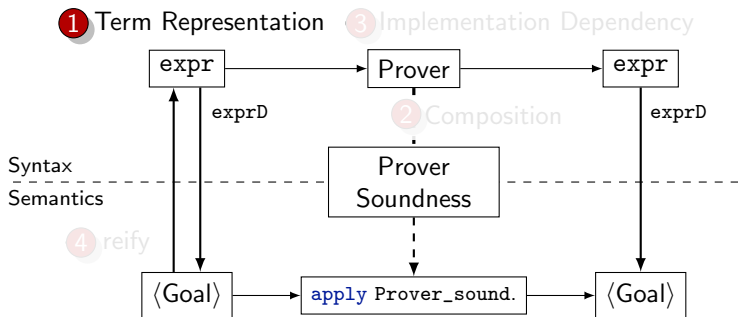 1 Term Representation 3 Implementation Dependency
expr Prover expr
exprD exprD
2 Composition
Prover
Soundness
Syntax
Semantics
4 reify
⟨Goal⟩ apply Prover_sound. ⟨Goal⟩